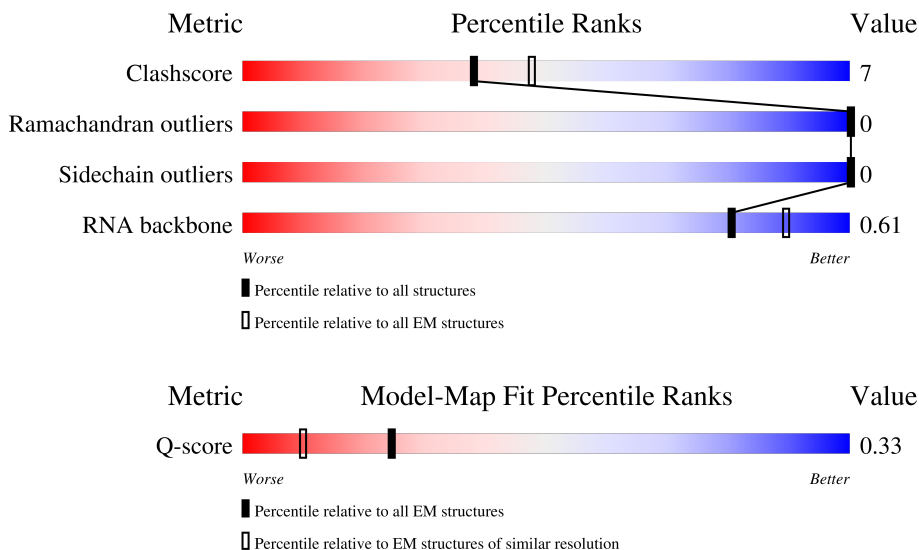 Metric Percentile Ranks Value
Clashscore 7
Ramachandran outliers 0
Sidechain outliers 0
RNA backbone 0.61
Worse Better
Percentile relative to all structures
Percentile relative to all EM structures
Metric Model-Map Fit Percentile Ranks Value
Q-score 0.33
Worse Better
Percentile relative to all EM structures
Percentile relative to EM structures of similar resolution